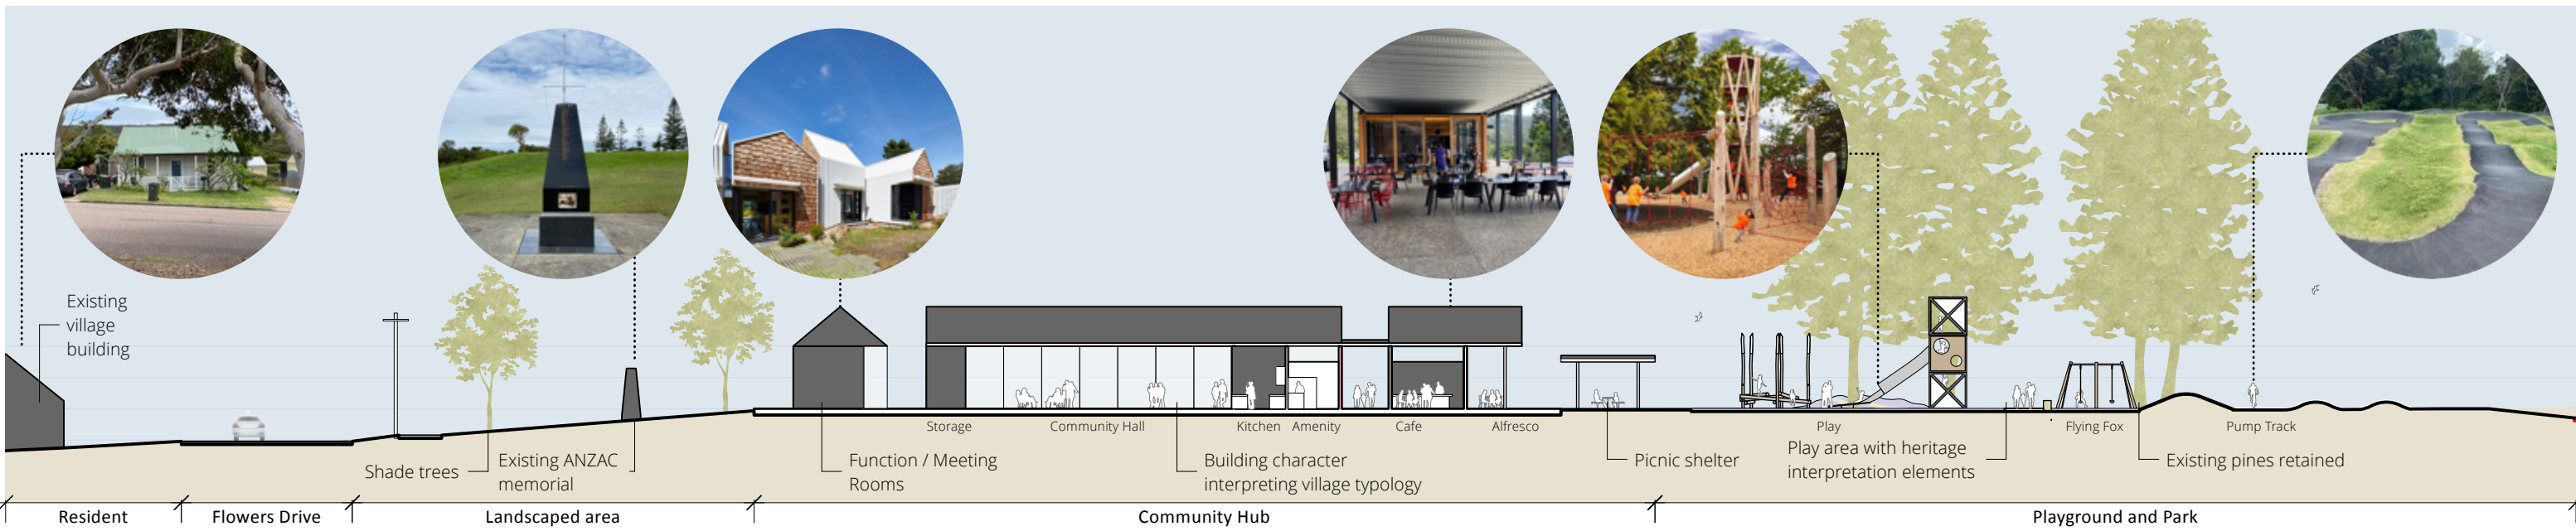 Existing
village
building
Storage
Community Hall
Kitchen
Amenity
Cafe
Alfresco
Play
Flying Fox
Pump Track
Shade trees
Existing ANZAC
memorial
Function / Meeting
Rooms
Building character
interpreting village typology
Picnic shelter
Play area with heritage
interpretation elements
Existing pines retained
Resident
Flowers Drive
Landscaped area
Community Hub
Playground and Park